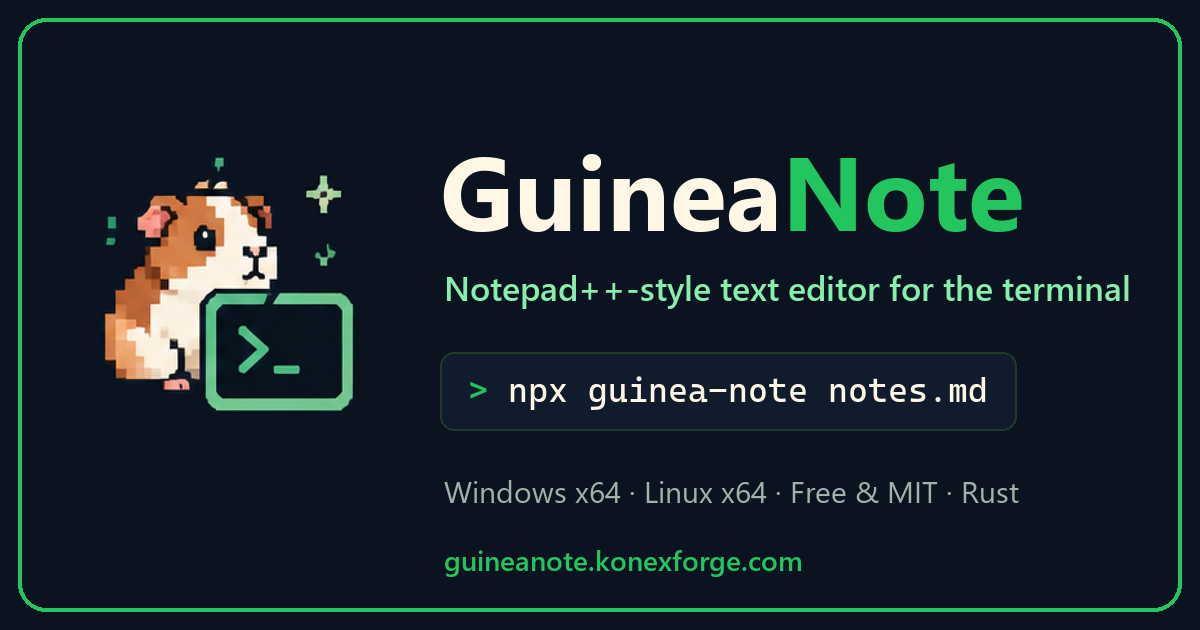 GuineaNote
Notepad++-style text editor for the terminal
>_
> npx guinea-note notes.md
Windows x64 · Linux x64 · Free & MIT · Rust
guineanote.konexforge.com